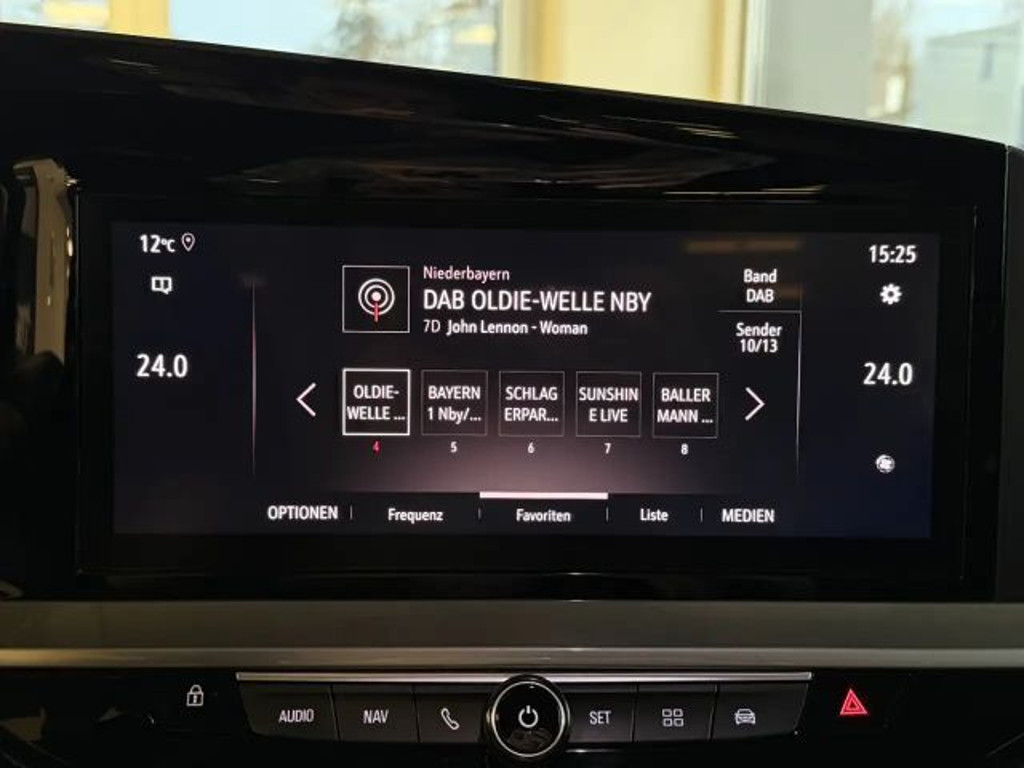 12°C
15:25
Niederbayern
DAB OLDIE-WELLE NBY
7D John Lennon - Woman
Band
DAB
Sender
10/13
24.0
24.0
OLDIE-
WELLE ...
4
BAYERN
1 Nby/...
5
SCHLAG
ERPAR...
6
SUNSHIN
E LIVE
7
BALLER
MANN ...
8
OPTIONEN
Frequenz
Favoriten
Liste
MEDIEN
AUDIO
NAV
SET